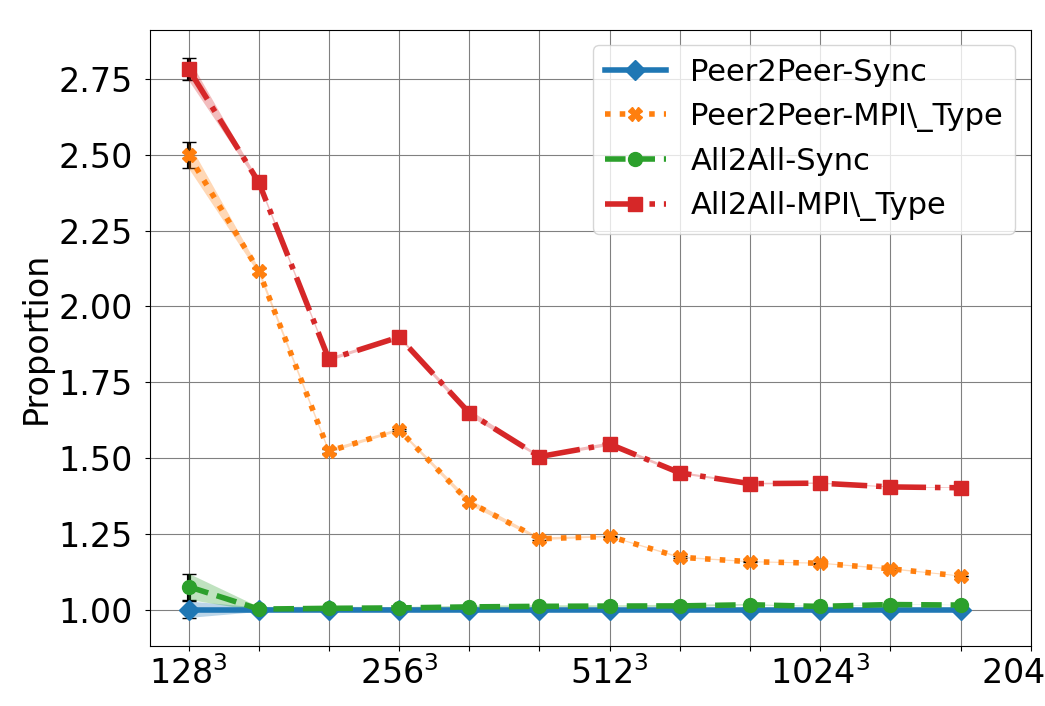 Proportion
2.75
2.50
2.25
2.00
1.75
1.50
1.25
1.00
128³
256³
512³
1024³
204
Peer2Peer-Sync
Peer2Peer-MPI\_Type
All2All-Sync
All2All-MPI\_Type